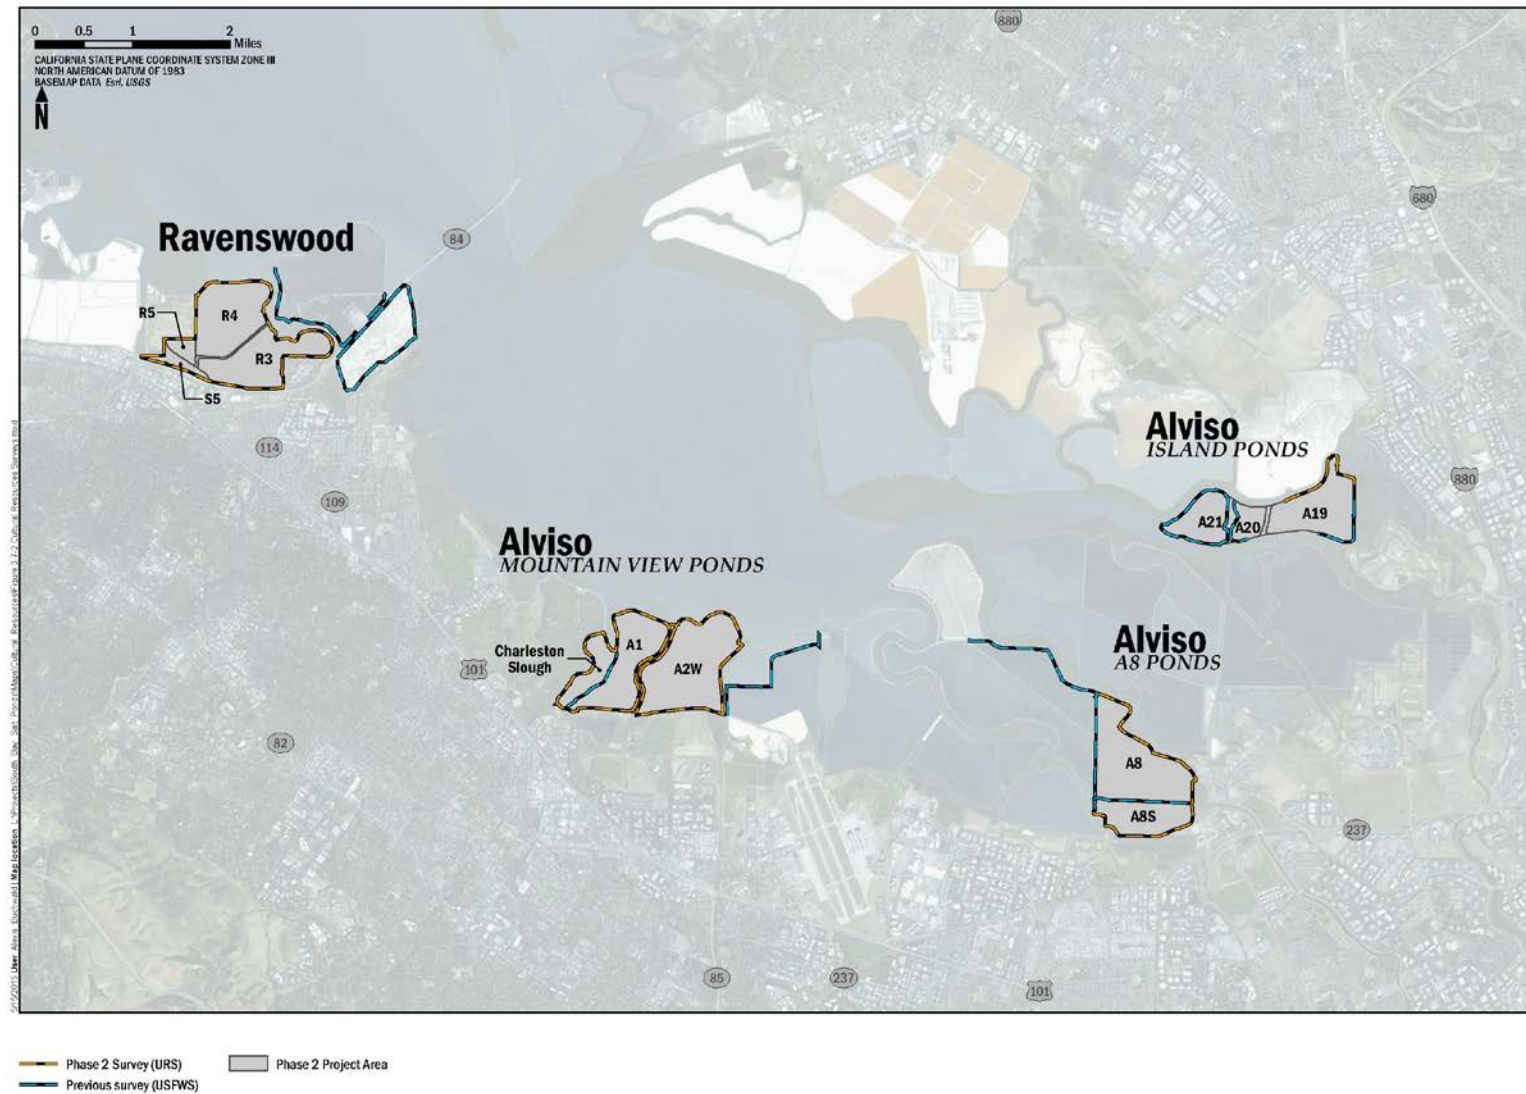 0 0.5 1 2
Miles
CALIFORNIA STATE PLANE COORDINATE SYSTEM ZONE III
NORTH AMERICAN DATUM OF 1983
BASEMAP DATA Esri, USGS
N
880
680
Ravenswood
84
R5
R4
R3
S5
114
109
Alviso
ISLAND PONDS
880
A21
A20
A19
Alviso
MOUNTAIN VIEW PONDS
Charleston
Slough
A1
A2W
101
Alviso
A8 PONDS
A8
A8S
82
237
85
237
101
Phase 2 Survey (URS)
Phase 2 Project Area
Previous survey (USFWS)